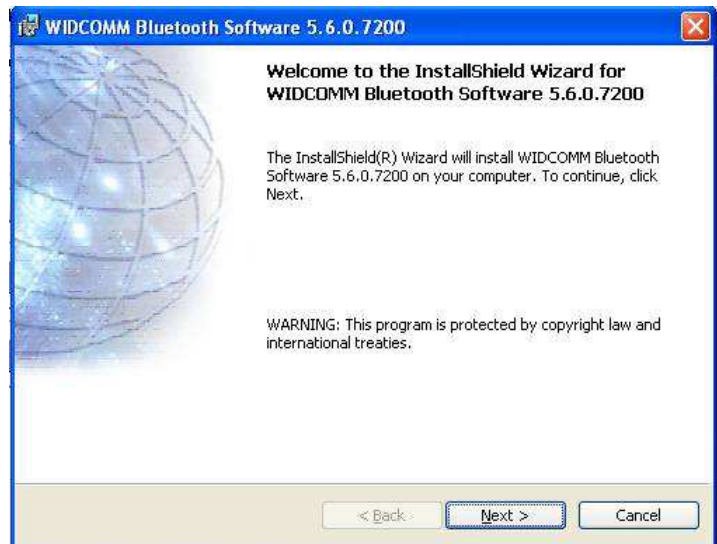 WIDCOMM Bluetooth Software 5.6.0.7200
Welcome to the InstallShield Wizard for
WIDCOMM Bluetooth Software 5.6.0.7200
The InstallShield(R) Wizard will install WIDCOMM Bluetooth
Software 5.6.0.7200 on your computer. To continue, click
Next.
WARNING: This program is protected by copyright law and
international treaties.
< Back
Next >
Cancel